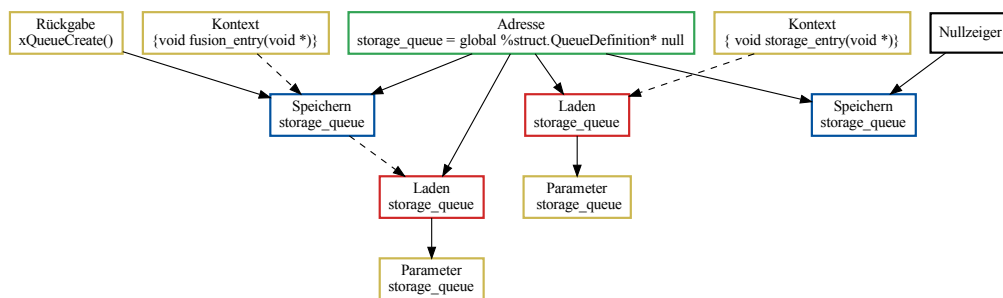 Rückgabe
xQueueCreate()
Kontext
{void fusion_entry(void *)}
Adresse
storage_queue = global %struct.QueueDefinition* null
Kontext
{ void storage_entry(void *)}
Nullzeiger
Speichern
storage_queue
Laden
storage_queue
Speichern
storage_queue
Laden
storage_queue
Parameter
storage_queue
Parameter
storage_queue